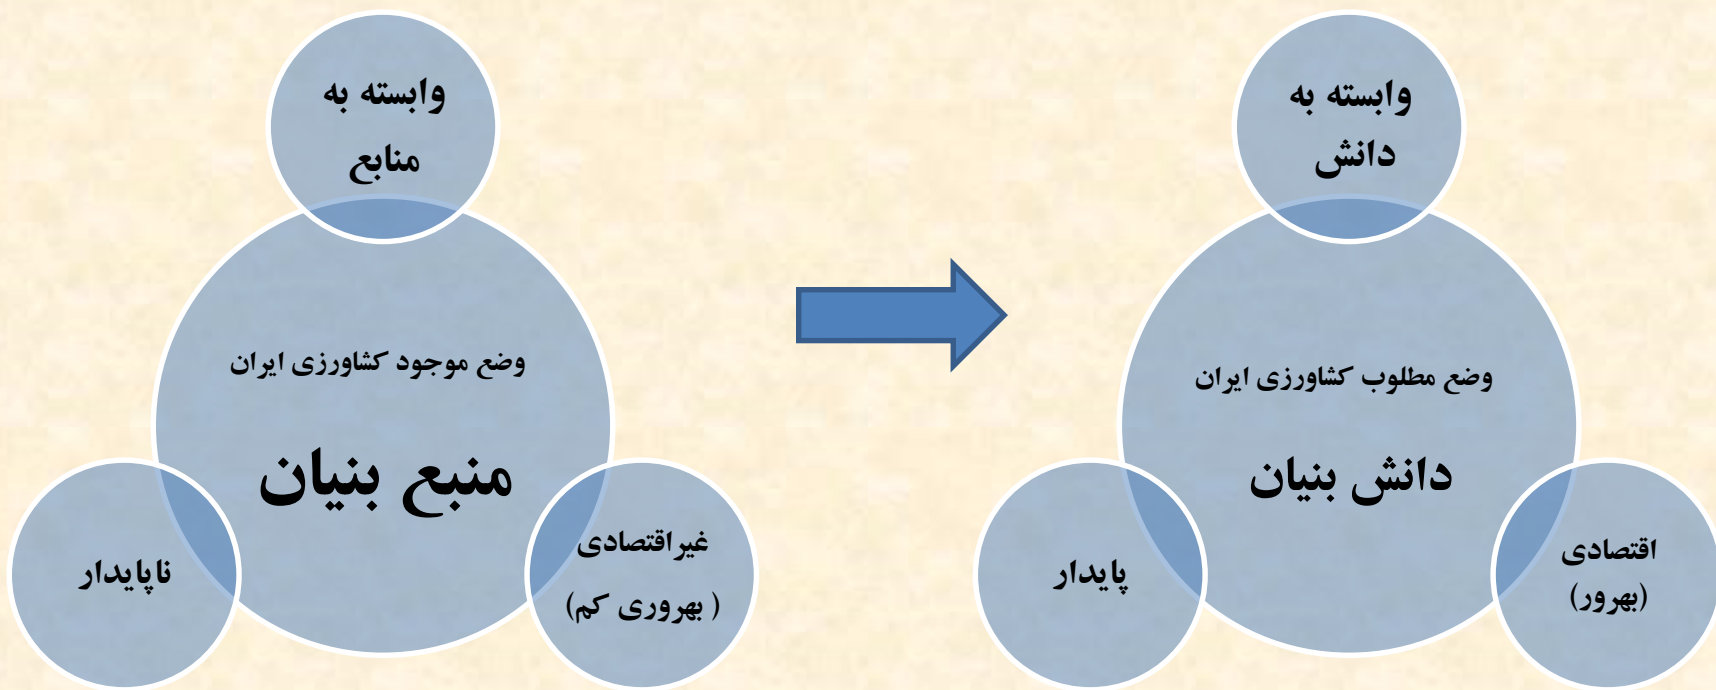 وابسته به
منابع
وضع موجود کشاورزی ایران
منبع بنیان
غیراقتصادی
( بهروری کم)
ناپایدار
وابسته به
دانش
وضع مطلوب کشاورزی ایران
دانش بنیان
اقتصادی
(بهرور)
پایدار